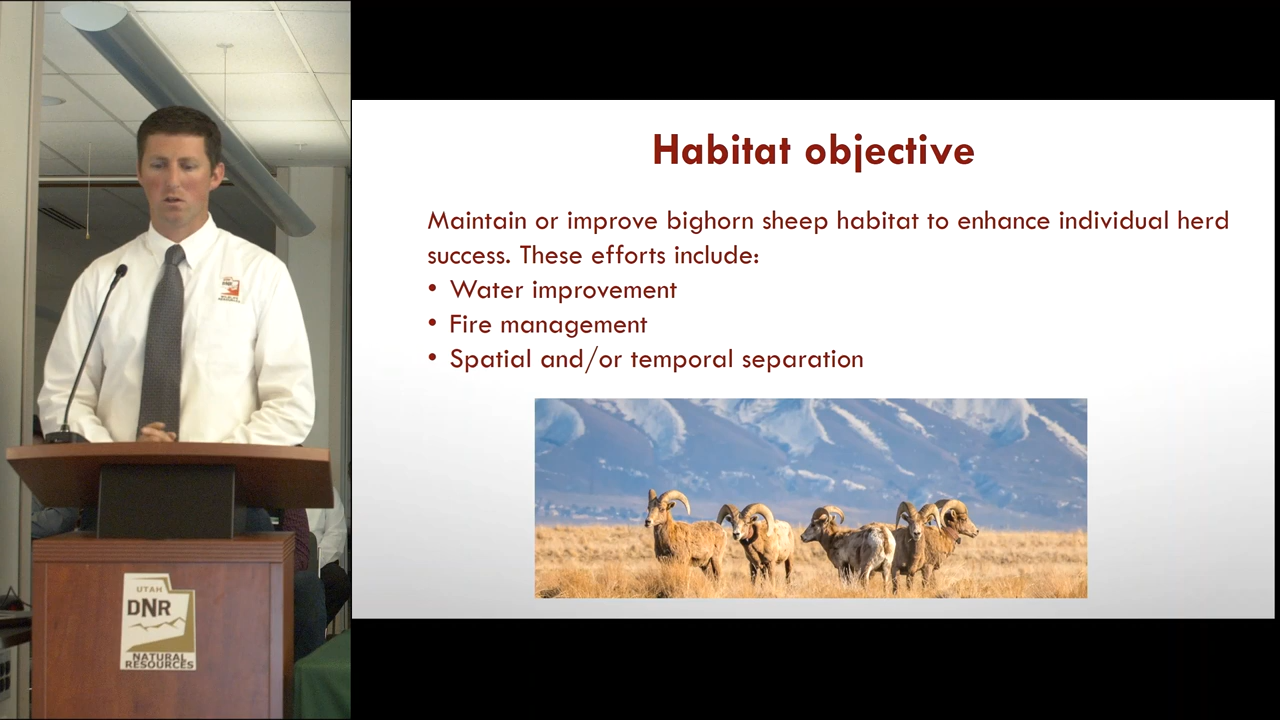 Habitat objective
Maintain or improve bighorn sheep habitat to enhance individual herd
success. These efforts include:
• Water improvement
• Fire management
• Spatial and/or temporal separation
UTAH
DNR
NATURAL
RESOURCES